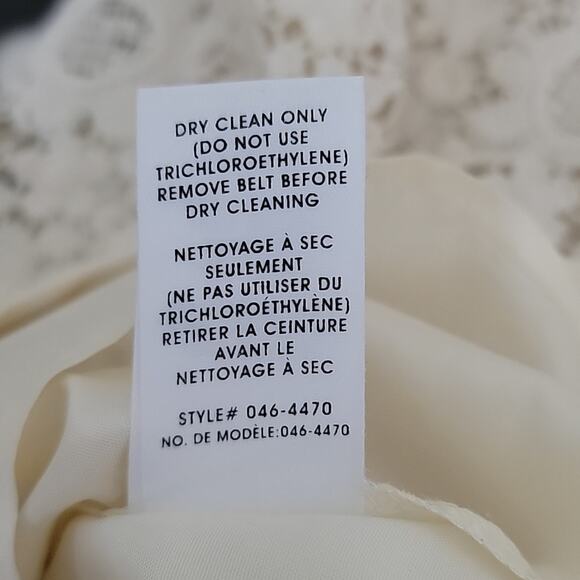 DRY CLEAN ONLY
(DO NOT USE
TRICHLOROETHYLENE)
REMOVE BELT BEFORE
DRY CLEANING
NETTOYAGE À SEC
SEULEMENT
(NE PAS UTILISER DU
TRICHLOROÉTHYLÈNE)
RETIRER LA CEINTURE
AVANT LE
NETTOYAGE À SEC
STYLE# 046-4470
NO. DE MODÈLE:046-4470